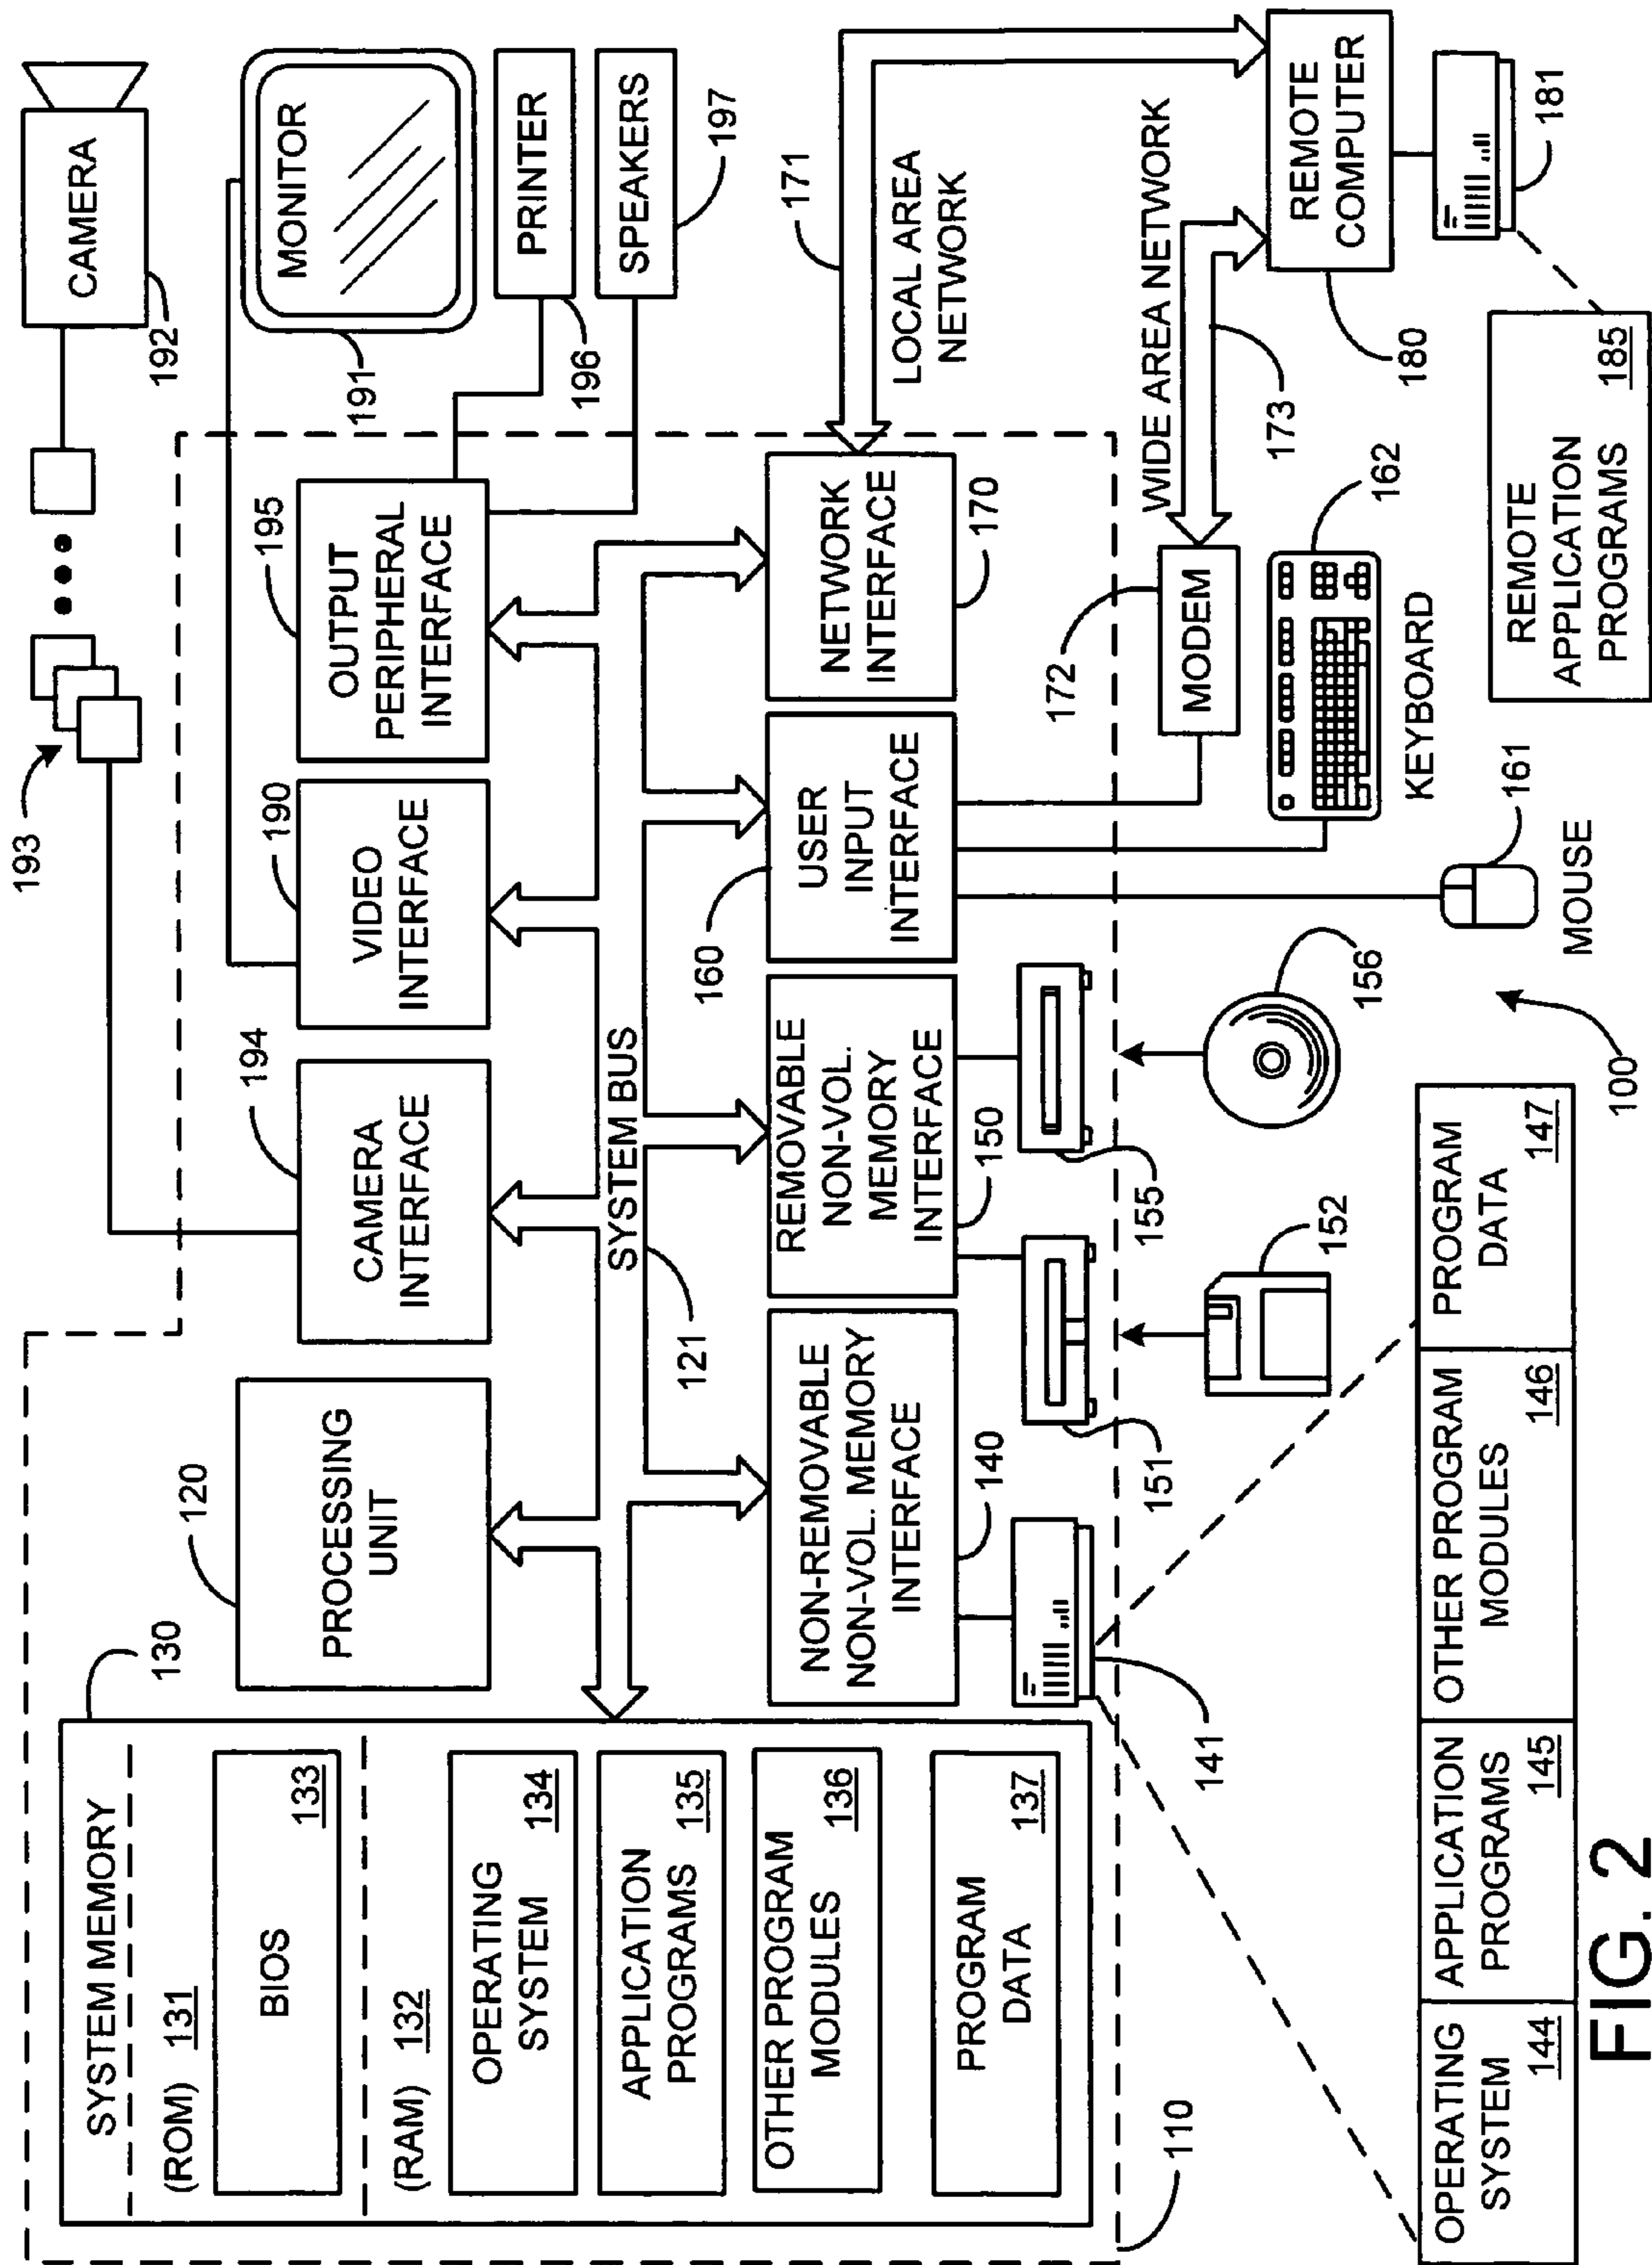 193
CAMERA
192
MONITOR
191
PRINTER
196
SPEAKERS
197
130
SYSTEM MEMORY
(ROM) 131
BIOS
133
(RAM) 132
OPERATING
SYSTEM
134
APPLICATION
PROGRAMS
135
OTHER PROGRAM
MODULES
136
PROGRAM
DATA
137
120
PROCESSING
UNIT
194
CAMERA
INTERFACE
190
VIDEO
INTERFACE
195
OUTPUT
PERIPHERAL
INTERFACE
SYSTEM BUS
121
160
NON-REMOVABLE
NON-VOL. MEMORY
INTERFACE
140
REMOVABLE
NON-VOL.
MEMORY
INTERFACE
150
USER
INPUT
INTERFACE
NETWORK
INTERFACE
170
171
LOCAL AREA
NETWORK
WIDE AREA NETWORK
173
172
MODEM
REMOTE
COMPUTER
180
181
REMOTE
APPLICATION
PROGRAMS
185
162
KEYBOARD
161
MOUSE
141
151
152
155
156
110
100
OPERATING
SYSTEM
144
APPLICATION
PROGRAMS
145
OTHER PROGRAM
MODULES
146
PROGRAM
DATA
147
FIG. 2